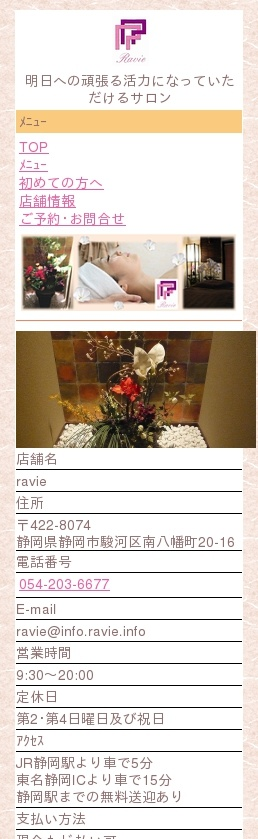 Ravie
明日への頑張る活力になっていた
だけるサロン
ﾒﾆｭｰ
TOP
ﾒﾆｭｰ
初めての方へ
店舗情報
ご予約･お問合せ
店舗名
ravie
住所
〒422-8074
静岡県静岡市駿河区南八幡町20-16
電話番号
054-203-6677
E-mail
ravie@info.ravie.info
営業時間
9:30～20:00
定休日
第2･第4日曜日及び祝日
ｱｸｾｽ
JR静岡駅より車で5分
東名静岡ICより車で15分
静岡駅までの無料送迎あり
支払い方法